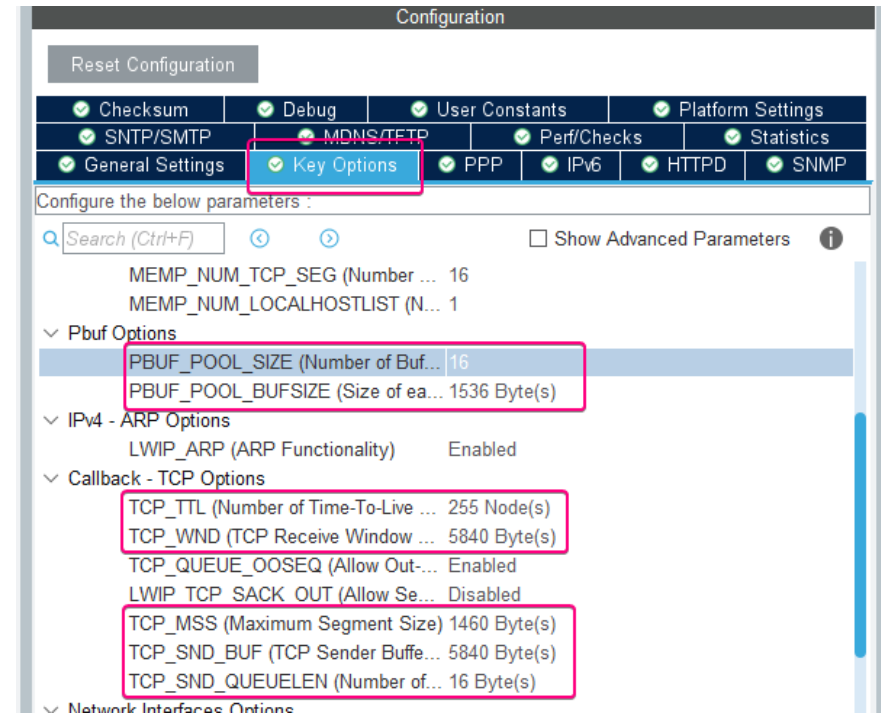 Configuration
Reset Configuration
Checksum Debug User Constants Platform Settings
SNTP/SMTP MDNS/TFTP Perf/Checks Statistics
General Settings Key Options PPP IPv6 HTTPD SNMP
Configure the below parameters :
Search (Ctrl+F) Show Advanced Parameters
MEMP_NUM_TCP_SEG (Number ... 16
MEMP_NUM_LOCALHOSTLIST (N... 1
Pbuf Options
PBUF_POOL_SIZE (Number of Buf... 16
PBUF_POOL_BUFSIZE (Size of ea... 1536 Byte(s)
IPv4 - ARP Options
LWIP_ARP (ARP Functionality) Enabled
Callback - TCP Options
TCP_TTL (Number of Time-To-Live ... 255 Node(s)
TCP_WND (TCP Receive Window ... 5840 Byte(s)
TCP_QUEUE_OOSEQ (Allow Out-... Enabled
LWIP_TCP_SACK_OUT (Allow Se... Disabled
TCP_MSS (Maximum Segment Size) 1460 Byte(s)
TCP_SND_BUF (TCP Sender Buffe... 5840 Byte(s)
TCP_SND_QUEUELEN (Number of... 16 Byte(s)
Network Interfaces Options